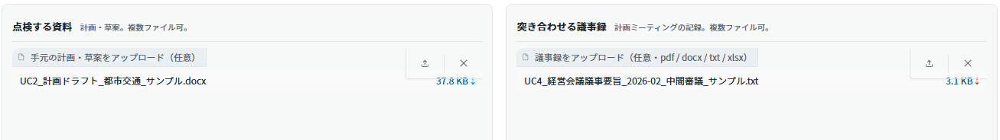 点検する資料 計画・草案。複数ファイル可。
手元の計画・草案をアップロード（任意）
UC2_計画ドラフト_都市交通_サンプル.docx 37.8 KB ↓
突き合わせる議事録 計画ミーティングの記録。複数ファイル可。
議事録をアップロード（任意・pdf / docx / txt / xlsx）
UC4_経営会議議事要旨_2026-02_中間審議_サンプル.txt 3.1 KB ↓